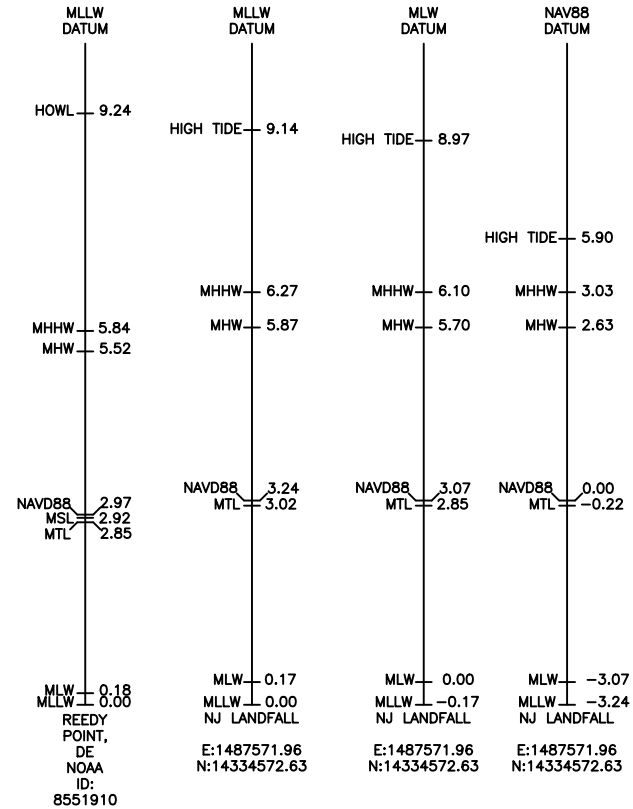 MLLW
DATUM
HOWL 9.24
MHHW 5.84
MHW 5.52
NAVD88 2.97
MSL 2.92
MTL 2.85
MLW 0.18
MLLW 0.00
REEDY
POINT,
DE
NOAA
ID:
8551910
MLLW
DATUM
HIGH TIDE 9.14
MHHW 6.27
MHW 5.87
NAVD88 3.24
MTL 3.02
MLW 0.17
MLLW 0.00
NJ LANDFALL
E:1487571.96
N:14334572.63
MLW
DATUM
HIGH TIDE 8.97
MHHW 6.10
MHW 5.70
NAVD88 3.07
MTL 2.85
MLW 0.00
MLLW -0.17
NJ LANDFALL
E:1487571.96
N:14334572.63
NAV88
DATUM
HIGH TIDE 5.90
MHHW 3.03
MHW 2.63
NAVD88 0.00
MTL -0.22
MLW -3.07
MLLW -3.24
NJ LANDFALL
E:1487571.96
N:14334572.63